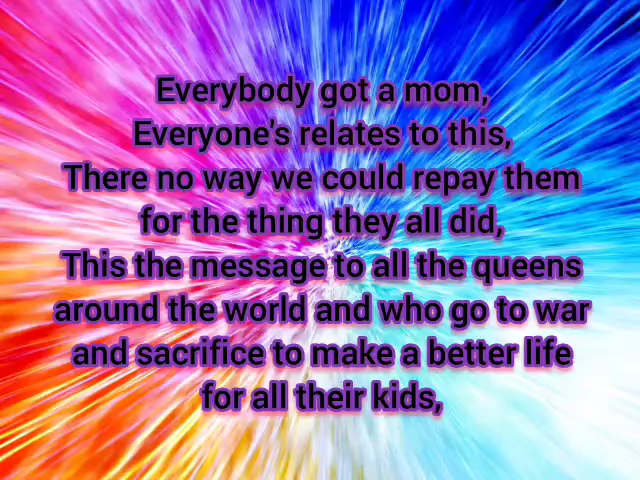 Everybody got a mom,
Everyone's relates to this,
There no way we could repay them
for the thing they all did,
This the message to all the queens
around the world and who go to war
and sacrifice to make a better life
for all their kids,